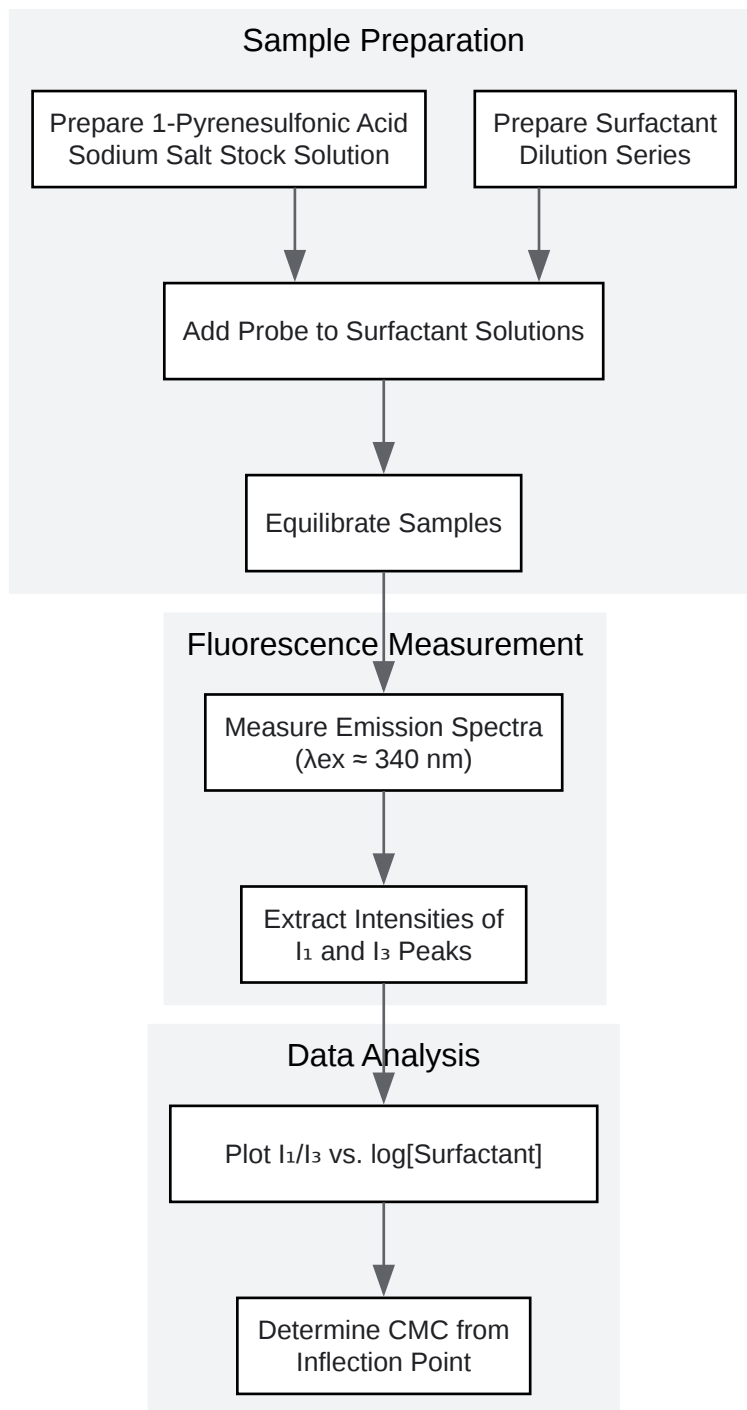 Sample Preparation
Prepare 1-Pyrenesulfonic Acid
Sodium Salt Stock Solution
Prepare Surfactant
Dilution Series
Add Probe to Surfactant Solutions
Equilibrate Samples
Fluorescence Measurement
Measure Emission Spectra
(λex ≈ 340 nm)
Extract Intensities of
I₁ and I₃ Peaks
Data Analysis
Plot I₁/I₃ vs. log[Surfactant]
Determine CMC from
Inflection Point